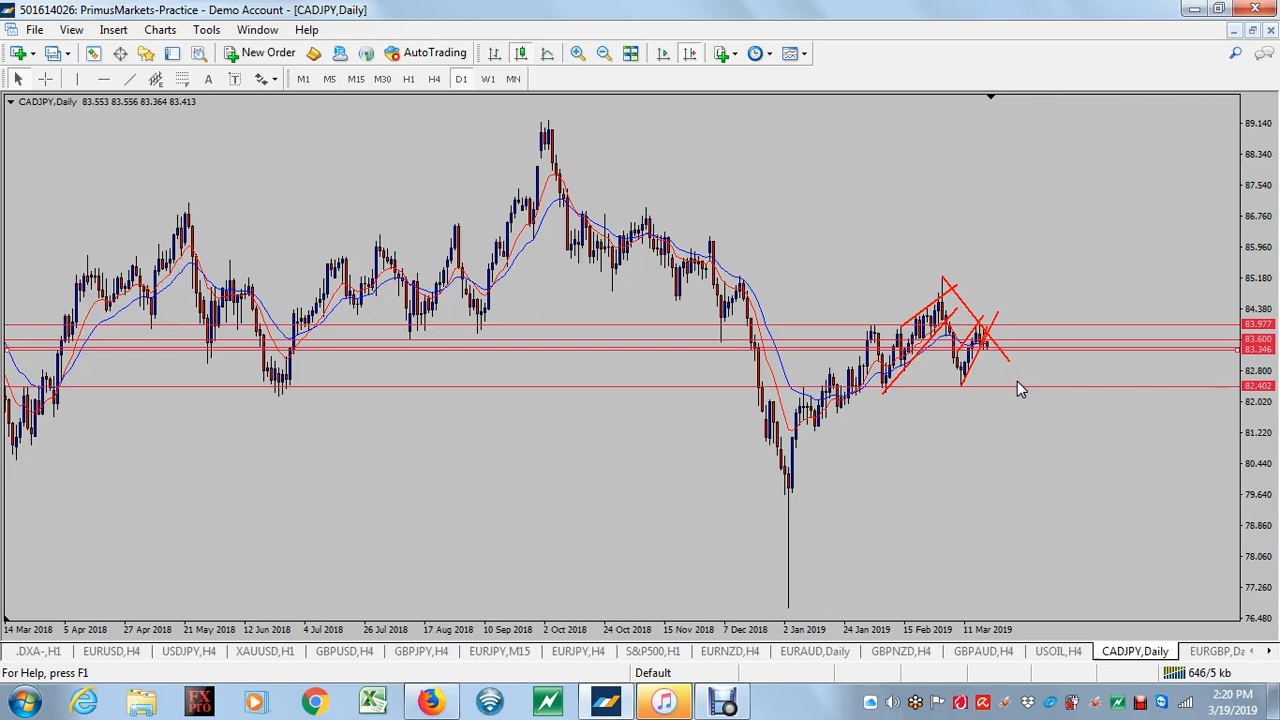 501614026: PrimusMarkets-Practice - Demo Account - [CADJPY,Daily]
File View Insert Charts Tools Window Help
New Order AutoTrading
A T M1 M5 M15 M30 H1 H4 D1 W1 MN
CADJPY,Daily 83.553 83.556 83.364 83.413
89.140
88.340
87.540
86.760
85.960
85.180
84.380
83.977
83.600
83.346
82.800
82.402
82.020
81.220
80.440
79.640
78.860
78.060
77.260
76.480
14 Mar 2018 5 Apr 2018 27 Apr 2018 21 May 2018 12 Jun 2018 4 Jul 2018 26 Jul 2018 17 Aug 2018 10 Sep 2018 2 Oct 2018 24 Oct 2018 15 Nov 2018 7 Dec 2018 2 Jan 2019 24 Jan 2019 15 Feb 2019 11 Mar 2019
.DXA-,H1 EURUSD,H4 USDJPY,H4 XAUUSD,H1 GBPUSD,H4 GBPJPY,H4 EURJPY,M15 EURJPY,H4 S&P500,H1 EURNZD,H4 EURAUD,Daily GBPNZD,H4 GBPAUD,H4 USOIL,H4 CADJPY,Daily EURGBP,Da
For Help, press F1 Default 646/5 kb
FX PRO
2:20 PM
3/19/2019